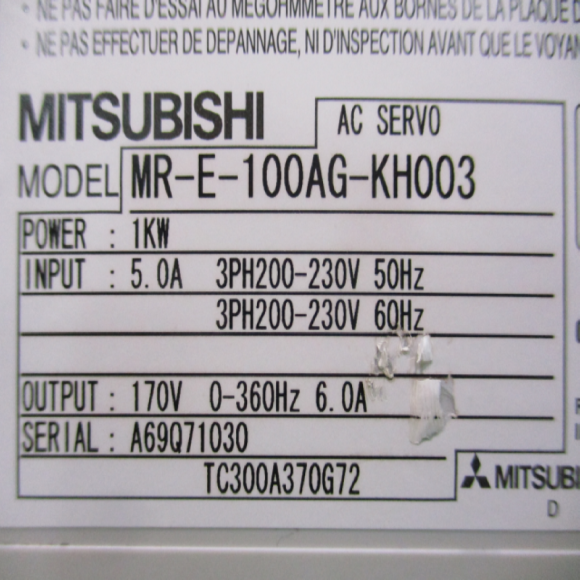 • NE PAS FAIRE D'ESSAI AU MEGOHMMETRE AUX BORNES DE LA PLAQUE
• NE PAS EFFECTUER DE DEPANNAGE, NI D'INSPECTION AVANT QUE LE
MITSUBISHI AC SERVO
MODEL MR-E-100AG-KH003
POWER : 1KW
INPUT : 5.0A 3PH200-230V 50Hz
3PH200-230V 60Hz
OUTPUT : 170V 0-360Hz 6.0A
SERIAL : A69Q71030
TC300A370G72
MITSUBI
D